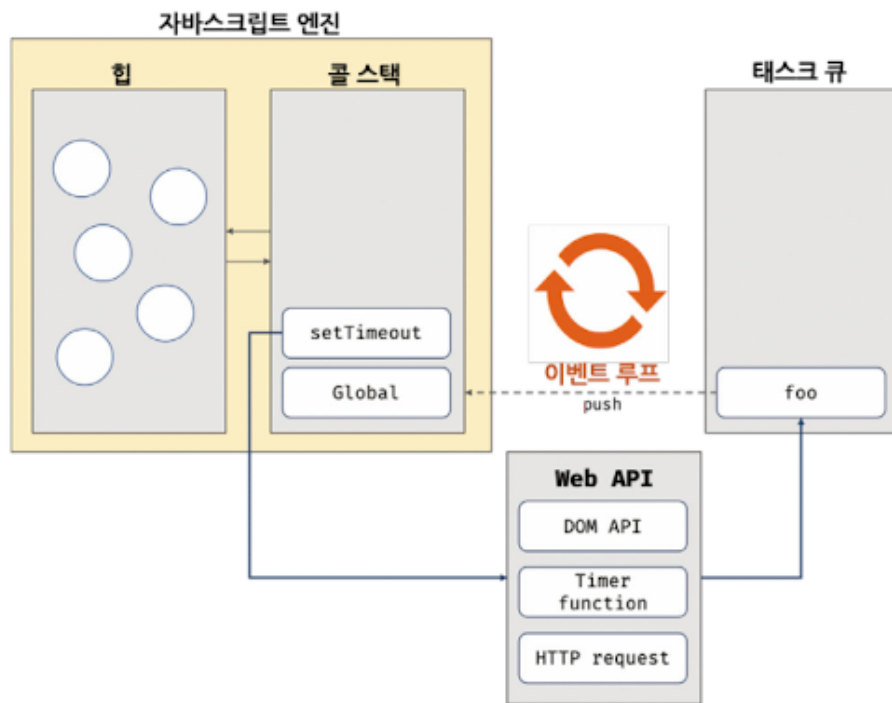 자바스크립트 엔진
힙
콜 스택
태스크 큐
setTimeout
Global
이벤트 루프
push
foo
Web API
DOM API
Timer
function
HTTP request